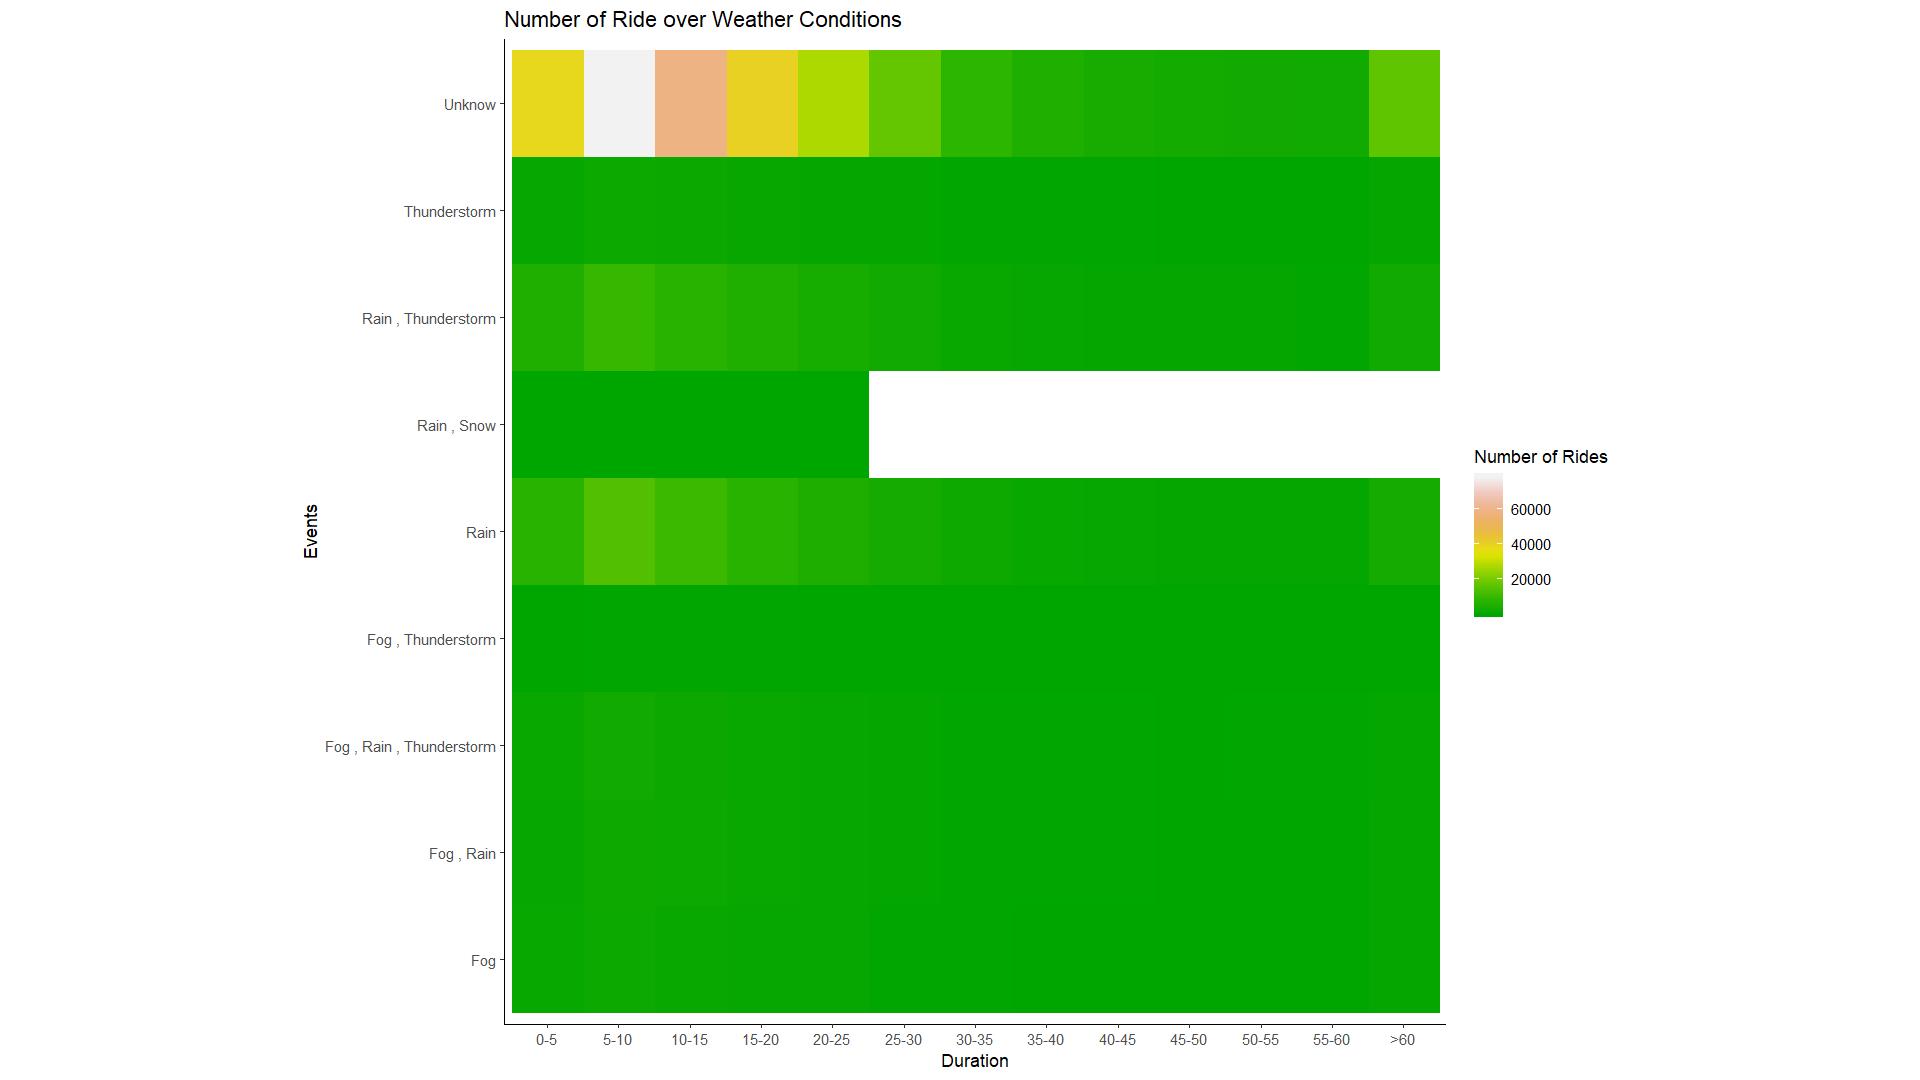 Number of Ride over Weather Conditions
Unknow
Thunderstorm
Rain , Thunderstorm
Rain , Snow
Rain
Fog , Thunderstorm
Fog , Rain , Thunderstorm
Fog , Rain
Fog
Events
0-5 5-10 10-15 15-20 20-25 25-30 30-35 35-40 40-45 45-50 50-55 55-60 >60
Duration
Number of Rides
60000
40000
20000